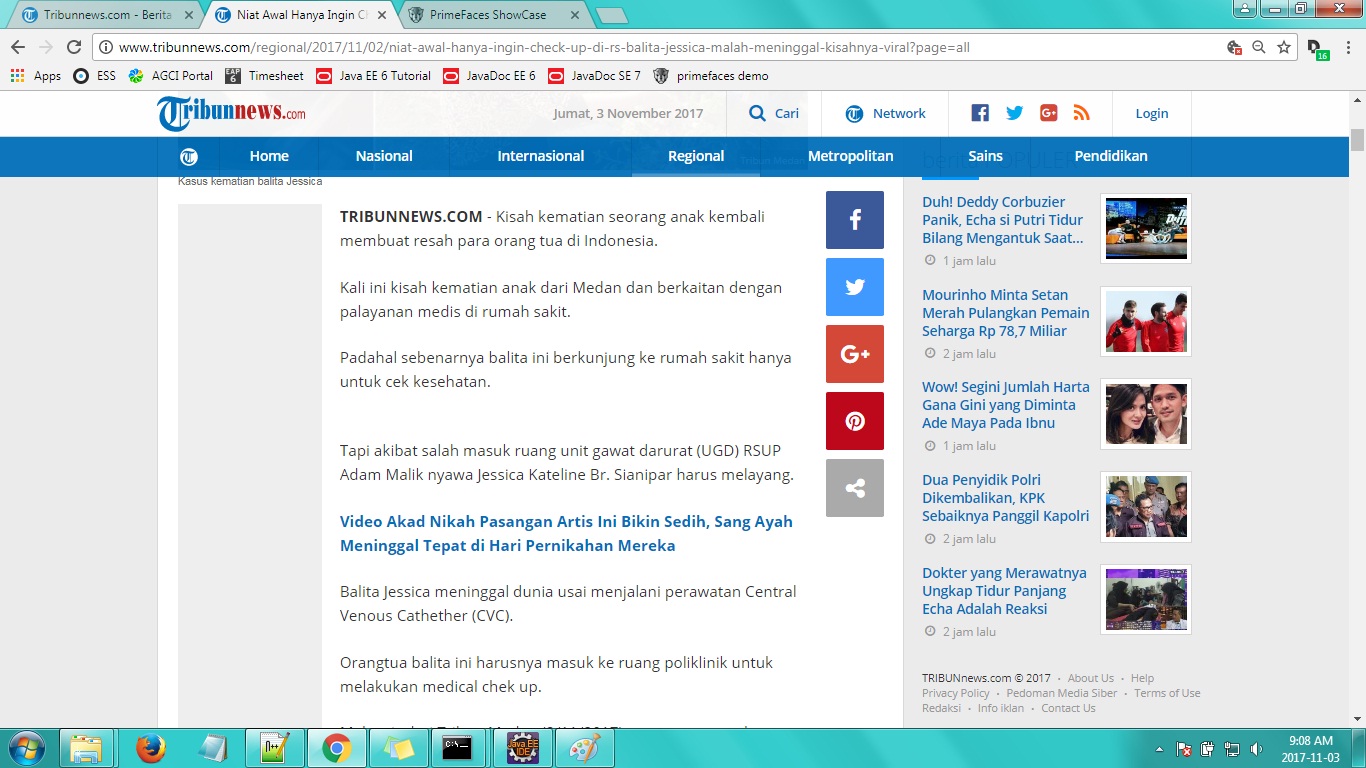 Tribunnews.com - Berita
Niat Awal Hanya Ingin Ch
PrimeFaces ShowCase
www.tribunnews.com/regional/2017/11/02/niat-awal-hanya-ingin-check-up-di-rs-balita-jessica-malah-meninggal-kisahnya-viral?page=all
16
Apps
ESS
AGCI Portal
EAP 6
Timesheet
Java EE 6 Tutorial
JavaDoc EE 6
JavaDoc SE 7
primefaces demo
Tribunnews.com
Jumat, 3 November 2017
Cari
Network
Login
Home
Nasional
Internasional
Regional
Metropolitan
Sains
Pendidikan
Tribun Medan
Kasus kematian balita Jessica
TRIBUNNEWS.COM - Kisah kematian seorang anak kembali
membuat resah para orang tua di Indonesia.
Kali ini kisah kematian anak dari Medan dan berkaitan dengan
palayanan medis di rumah sakit.
Padahal sebenarnya balita ini berkunjung ke rumah sakit hanya
untuk cek kesehatan.
Tapi akibat salah masuk ruang unit gawat darurat (UGD) RSUP
Adam Malik nyawa Jessica Kateline Br. Sianipar harus melayang.
Video Akad Nikah Pasangan Artis Ini Bikin Sedih, Sang Ayah
Meninggal Tepat di Hari Pernikahan Mereka
Balita Jessica meninggal dunia usai menjalani perawatan Central
Venous Cathether (CVC).
Orangtua balita ini harusnya masuk ke ruang poliklinik untuk
melakukan medical chek up.
G+
Duh! Deddy Corbuzier
Panik, Echa si Putri Tidur
Bilang Mengantuk Saat...
1 jam lalu
Mourinho Minta Setan
Merah Pulangkan Pemain
Seharga Rp 78,7 Miliar
2 jam lalu
Wow! Segini Jumlah Harta
Gana Gini yang Diminta
Ade Maya Pada Ibnu
1 jam lalu
Dua Penyidik Polri
Dikembalikan, KPK
Sebaiknya Panggil Kapolri
2 jam lalu
Dokter yang Merawatnya
Ungkap Tidur Panjang
Echa Adalah Reaksi
2 jam lalu
TRIBUNnews.com © 2017 · About Us · Help
Privacy Policy · Pedoman Media Siber · Terms of Use
Redaksi · Info iklan · Contact Us
Java EE
IDE
9:08 AM
2017-11-03